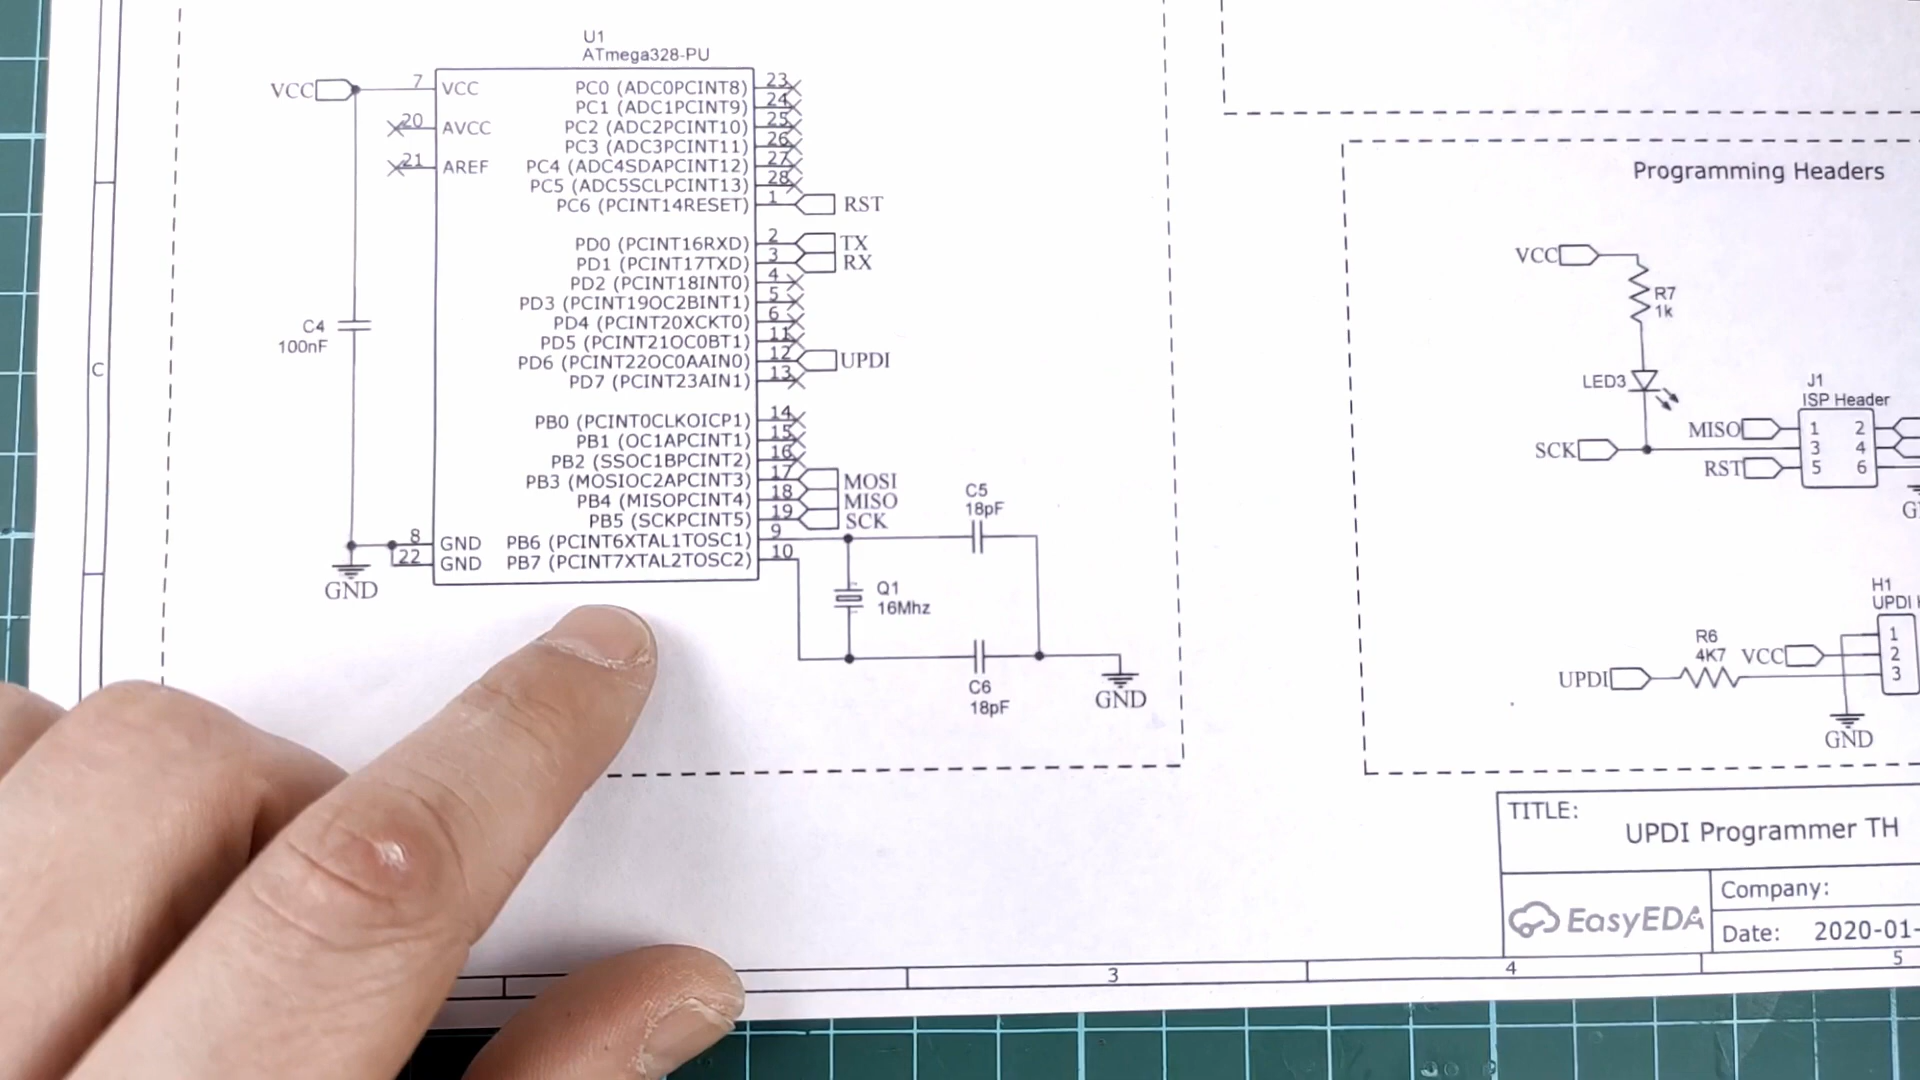 U1
ATmega328-PU
VCC
7
VCC
20
AVCC
21
AREF
PC0 (ADC0PCINT8)
23
PC1 (ADC1PCINT9)
24
PC2 (ADC2PCINT10)
25
PC3 (ADC3PCINT11)
26
PC4 (ADC4SDAPCINT12)
27
PC5 (ADC5SCLPCINT13)
28
PC6 (PCINT14RESET)
1
RST
PD0 (PCINT16RXD)
2
TX
PD1 (PCINT17TXD)
3
RX
PD2 (PCINT18INT0)
4
PD3 (PCINT19OC2BINT1)
5
PD4 (PCINT20XCKT0)
6
PD5 (PCINT21OC0BT1)
11
PD6 (PCINT22OC0AAIN0)
12
UPDI
PD7 (PCINT23AIN1)
13
PB0 (PCINT0CLKOICP1)
14
PB1 (OC1APCINT1)
15
PB2 (SSOC1BPCINT2)
16
PB3 (MOSIOC2APCINT3)
17
MOSI
PB4 (MISOPCINT4)
18
MISO
PB5 (SCKPCINT5)
19
SCK
PB6 (PCINT6XTAL1TOSC1)
9
PB7 (PCINT7XTAL2TOSC2)
10
C4
100nF
8
GND
22
GND
GND
C5
18pF
Q1
16Mhz
C6
18pF
GND
C
Programming Headers
VCC
R7
1k
LED3
J1
ISP Header
MISO
1 2
SCK
3 4
RST
5 6
H1
UPDI
R6
4K7
VCC
UPDI
1
2
3
GND
TITLE:
UPDI Programmer TH
EasyEDA
Company:
Date: 2020-01-
3
4
5